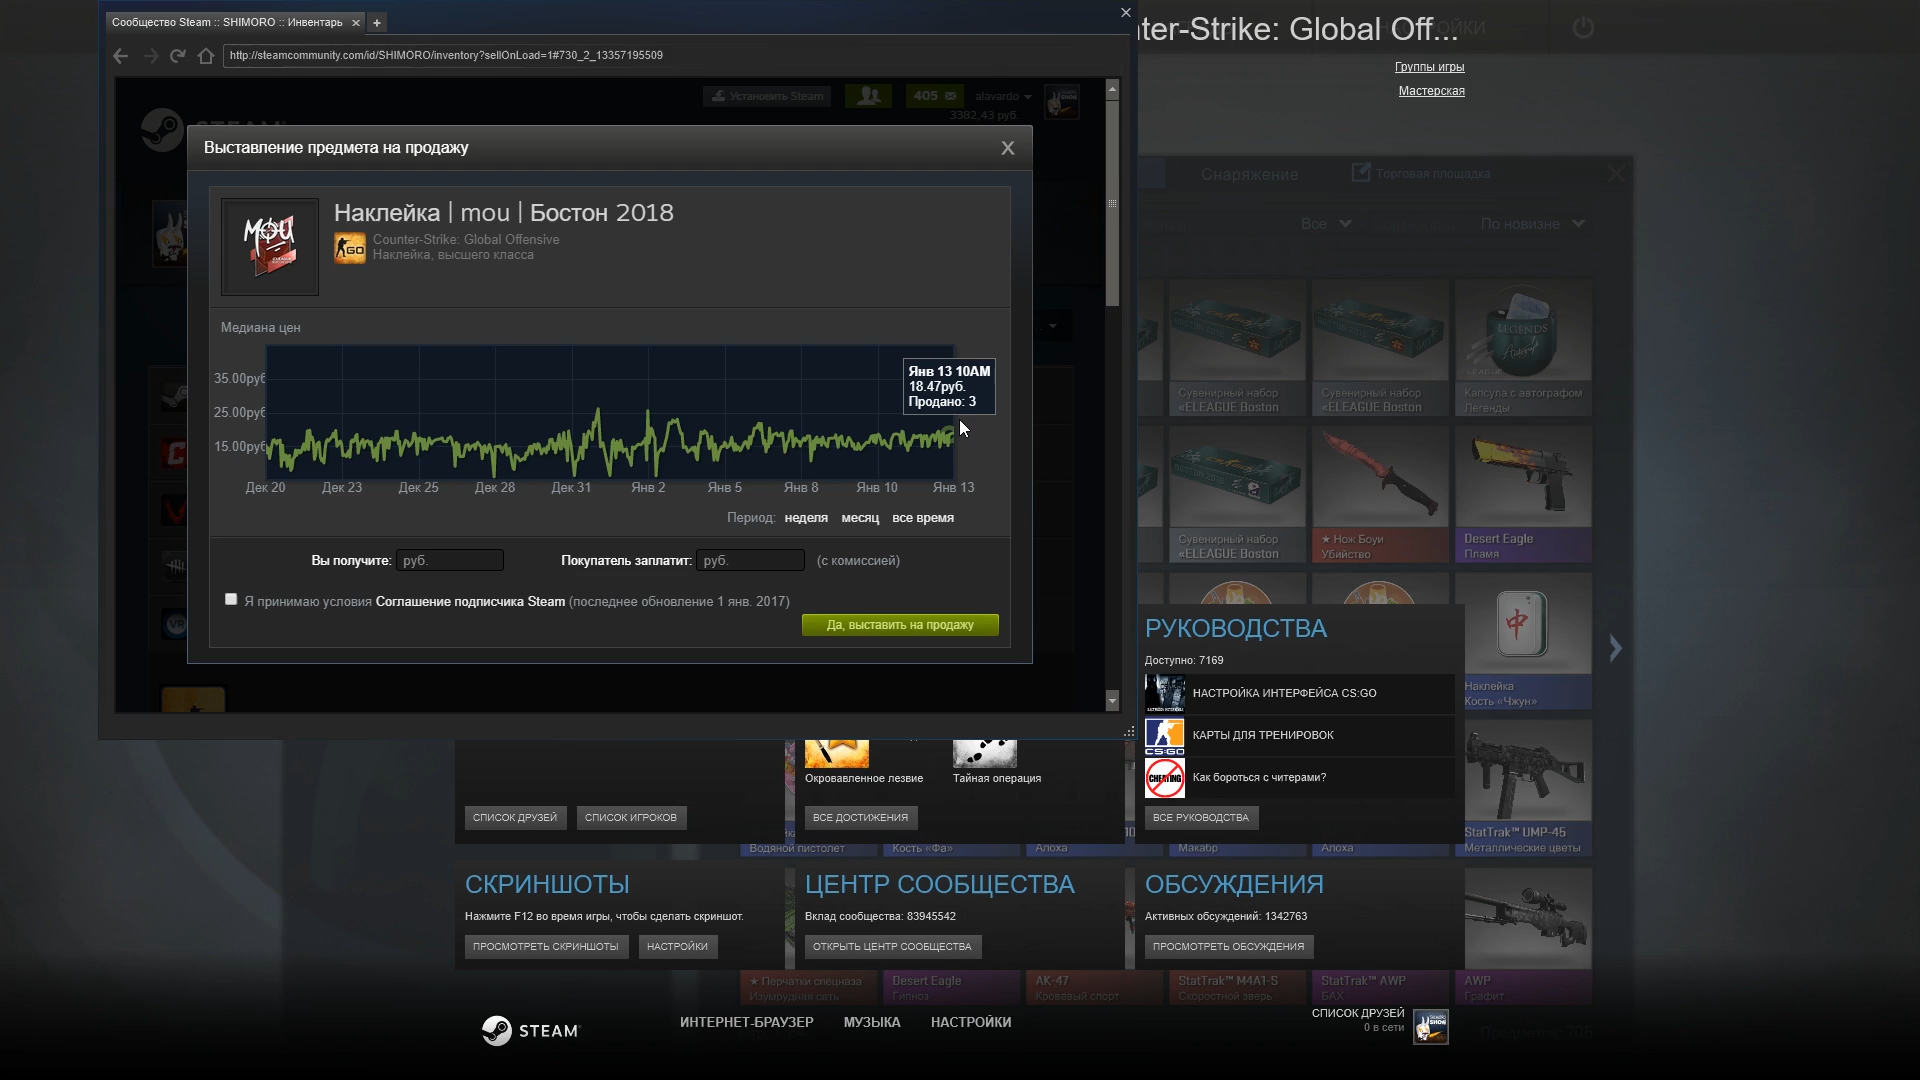 Сообщество Steam :: SHIMORO :: Инвентарь
http://steamcommunity.com/id/SHIMORO/inventory?sellOnLoad=1#730_2_13357195509
ter-Strike: Global Off...
Группы игры
Мастерская
Установить Steam
405
alavardo
3382,43 руб.
Выставление предмета на продажу
X
Наклейка | mou | Бостон 2018
Counter-Strike: Global Offensive
Наклейка, высшего класса
Медиана цен
35.00руб
25.00руб
15.00руб
Янв 13 10AM
18.47руб.
Продано: 3
Дек 20
Дек 23
Дек 25
Дек 28
Дек 31
Янв 2
Янв 5
Янв 8
Янв 10
Янв 13
Период: неделя месяц все время
Вы получите: руб.
Покупатель заплатит: руб. (с комиссией)
Я принимаю условия Соглашение подписчика Steam (последнее обновление 1 янв. 2017)
Да, выставить на продажу
Снаряжение
Торговая площадка
Все
По новизне
Сувенирный набор
«ELEAGUE Boston
Сувенирный набор
«ELEAGUE Boston
Капсула с автографом
Легенды
Сувенирный набор
«ELEAGUE Boston
★ Нож Боуи
Убийство
Desert Eagle
Пламя
Наклейка
Кость «Чжун»
StatTrak™ UMP-45
Металлические цветы
РУКОВОДСТВА
Доступно: 7169
НАСТРОЙКА ИНТЕРФЕЙСА CS:GO
КАРТЫ ДЛЯ ТРЕНИРОВОК
Как бороться с читерами?
ВСЕ РУКОВОДСТВА
Окровавленное лезвие
Тайная операция
СПИСОК ДРУЗЕЙ
СПИСОК ИГРОКОВ
ВСЕ ДОСТИЖЕНИЯ
Водяной пистолет
Кость «Фа»
Алоха
Макабр
Алоха
СКРИНШОТЫ
Нажмите F12 во время игры, чтобы сделать скриншот.
ПРОСМОТРЕТЬ СКРИНШОТЫ
НАСТРОЙКИ
ЦЕНТР СООБЩЕСТВА
Вклад сообщества: 83945542
ОТКРЫТЬ ЦЕНТР СООБЩЕСТВА
ОБСУЖДЕНИЯ
Активных обсуждений: 1342763
ПРОСМОТРЕТЬ ОБСУЖДЕНИЯ
★ Перчатки спецназа
Изумрудная сеть
Desert Eagle
Гипноз
AK-47
Кровавый спорт
StatTrak™ M4A1-S
Скоростной зверь
StatTrak™ AWP
БАХ
AWP
Графит
STEAM
ИНТЕРНЕТ-БРАУЗЕР
МУЗЫКА
НАСТРОЙКИ
СПИСОК ДРУЗЕЙ
0 в сети